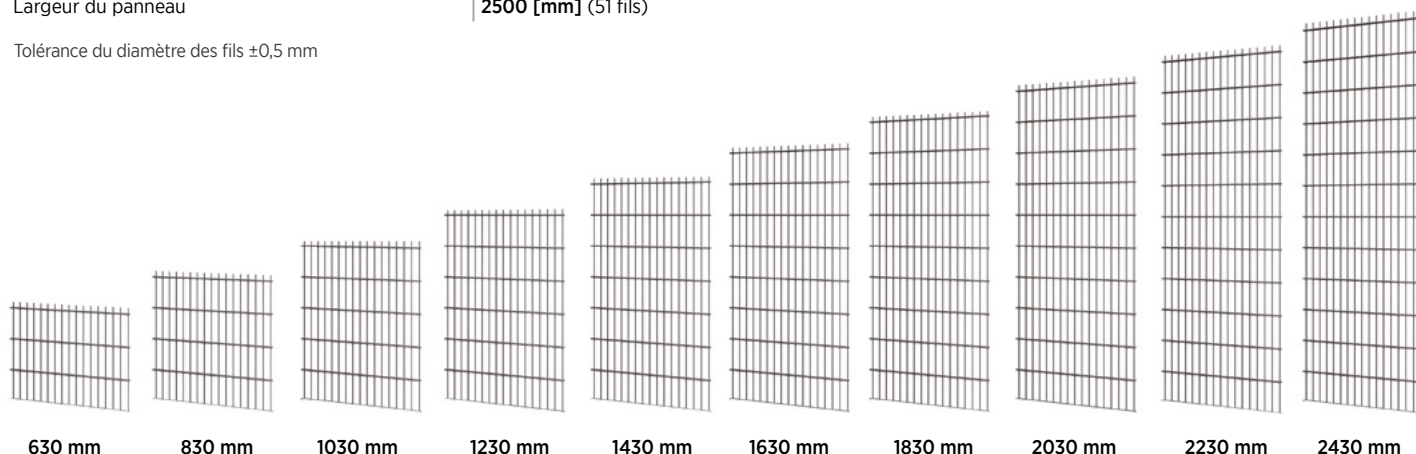 Largeur du panneau 2500 [mm] (51 fils)
Tolérance du diamètre des fils ±0,5 mm
630 mm 830 mm 1030 mm 1230 mm 1430 mm 1630 mm 1830 mm 2030 mm 2230 mm 2430 mm